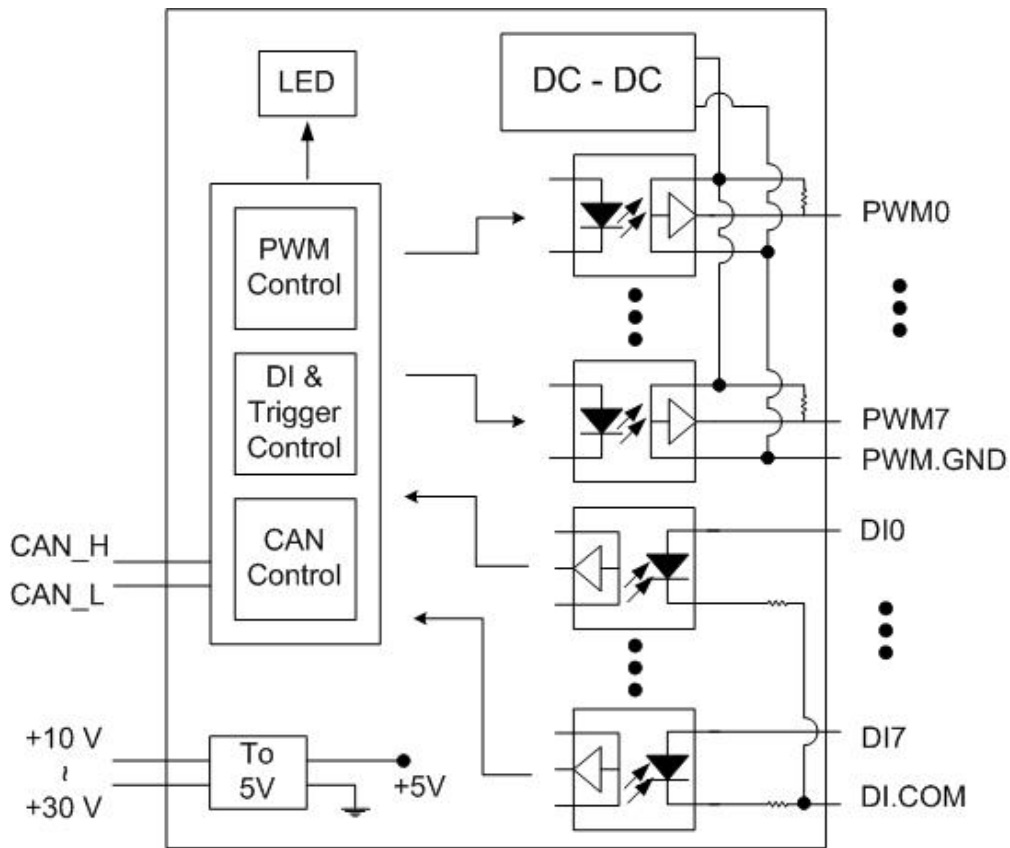 LED
DC - DC
PWM
Control
PWM0
DI &
Trigger
Control
PWM7
PWM.GND
CAN
Control
CAN_H
CAN_L
DI0
+10 V
~
+30 V
To
5V
+5V
DI7
DI.COM